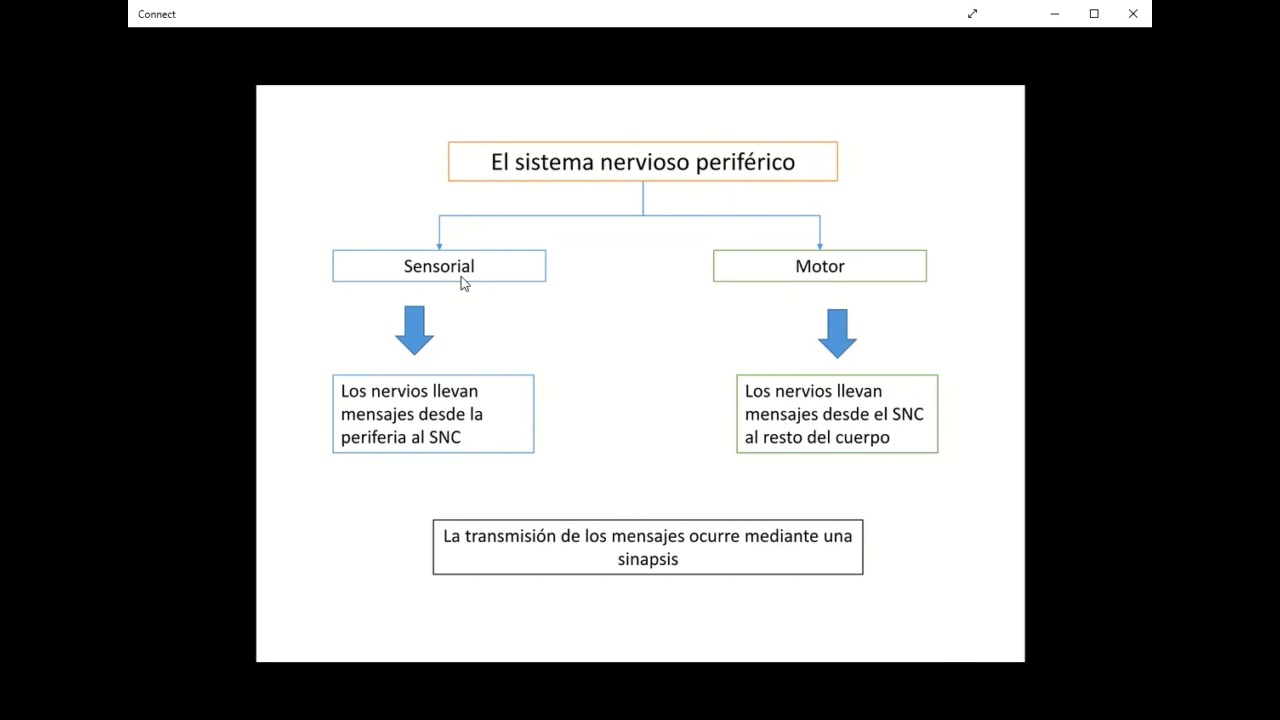 Connect
El sistema nervioso periférico
Sensorial
Motor
Los nervios llevan
mensajes desde la
periferia al SNC
Los nervios llevan
mensajes desde el SNC
al resto del cuerpo
La transmisión de los mensajes ocurre mediante una
sinapsis